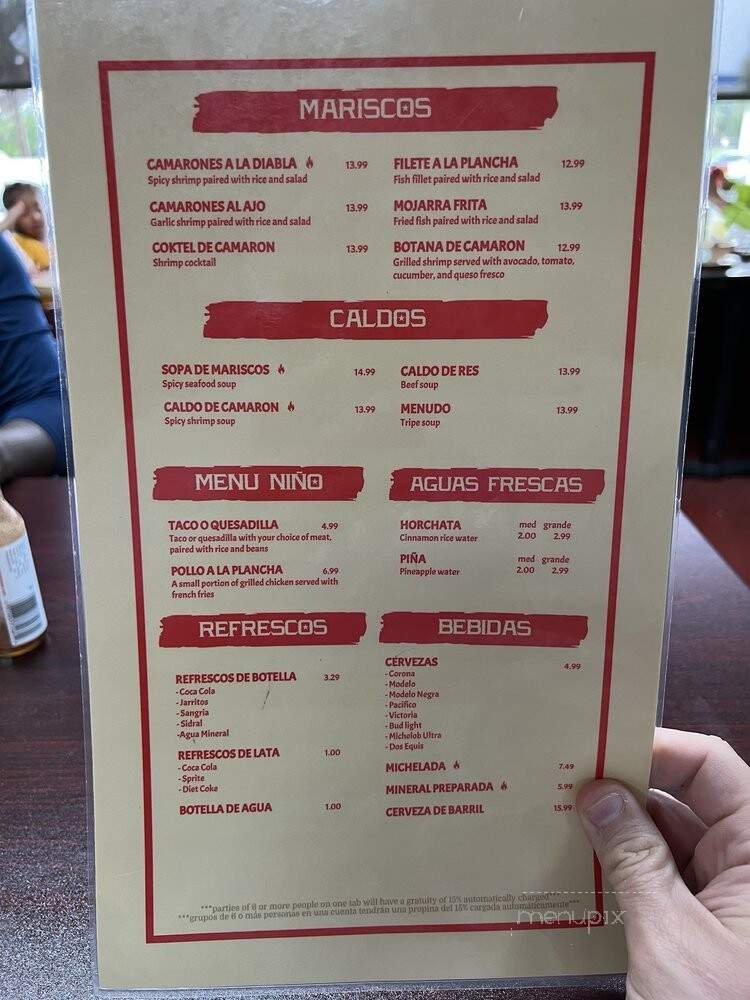 MARISCOS
CAMARONES A LA DIABLA 13.99
Spicy shrimp paired with rice and salad
CAMARONES AL AJO 13.99
Garlic shrimp paired with rice and salad
COKTEL DE CAMARON 13.99
Shrimp cocktail
FILETE A LA PLANCHA 12.99
Fish fillet paired with rice and salad
MOJARRA FRITA 13.99
Fried fish paired with rice and salad
BOTANA DE CAMARON 12.99
Grilled shrimp served with avocado, tomato,
cucumber, and queso fresco
CALDOS
SOPA DE MARISCOS 14.99
Spicy seafood soup
CALDO DE CAMARON 13.99
Spicy shrimp soup
CALDO DE RES 13.99
Beef soup
MENUDO 13.99
Tripe soup
MENU NIÑO
TACO O QUESADILLA 4.99
Taco or quesadilla with your choice of meat,
paired with rice and beans
POLLO A LA PLANCHA 6.99
A small portion of grilled chicken served with
french fries
AGUAS FRESCAS
HORCHATA med grande
Cinnamon rice water 2.00 2.99
PIÑA med grande
Pineapple water 2.00 2.99
REFRESCOS
REFRESCOS DE BOTELLA 3.29
- Coca Cola
- Jarritos
- Sangria
- Sidral
-Agua Mineral
REFRESCOS DE LATA 1.00
- Coca Cola
- Sprite
- Diet Coke
BOTELLA DE AGUA 1.00
BEBIDAS
CERVEZAS 4.99
- Corona
- Modelo
- Modelo Negra
- Pacifico
- Victoria
- Bud light
- Michelob Ultra
- Dos Equis
MICHELADA 7.49
MINERAL PREPARADA 5.99
CERVEZA DE BARRIL 15.99
***parties of 6 or more people on one tab will have a gratuity of 15% automatically charged***
***grupos de 6 o más personas en una cuenta tendrán una propina del 15% cargada automáticamente***
menupix